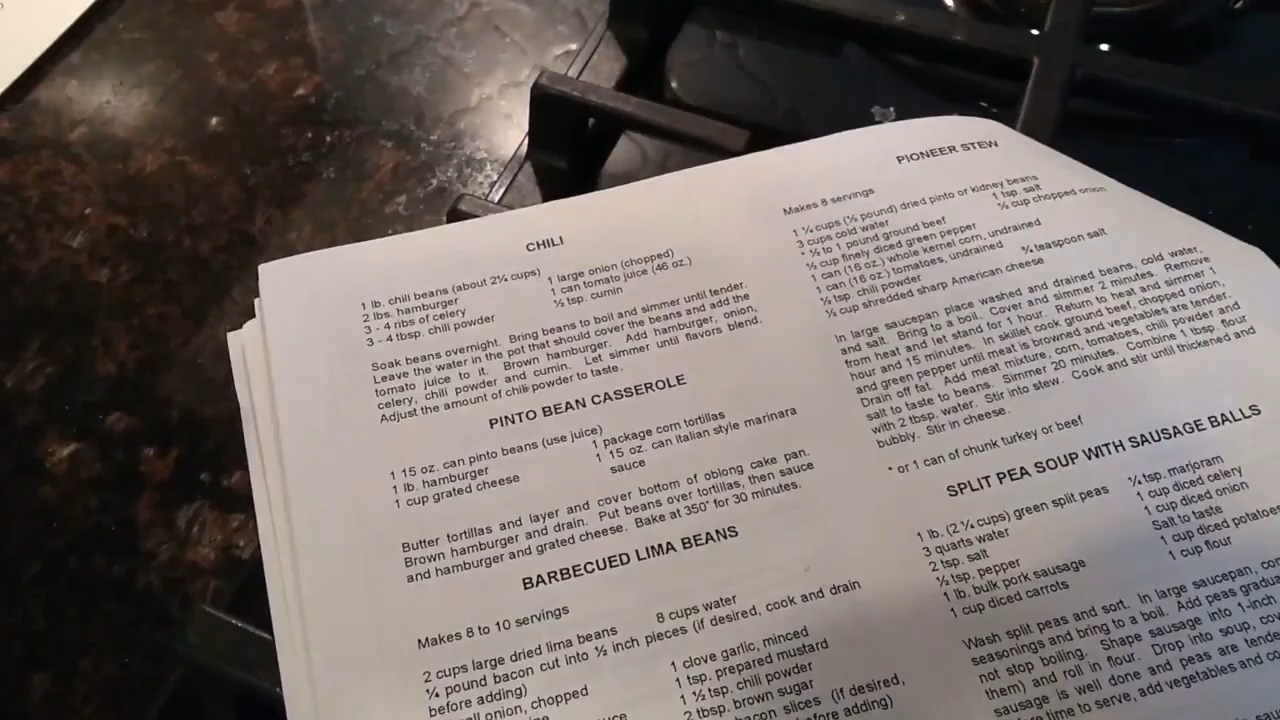 CHILI
1 lb. chili beans (about 2¼ cups)
2 lbs. hamburger
3 - 4 ribs of celery
3 - 4 tbsp. chili powder
1 large onion (chopped)
1 can tomato juice (46 oz.)
½ tsp. cumin
Soak beans overnight. Bring beans to boil and simmer until tender.
Leave the water in the pot that should cover the beans and add the
tomato juice to it. Brown hamburger. Add hamburger, onion,
celery, chili powder and cumin. Let simmer until flavors blend.
Adjust the amount of chili powder to taste.
PINTO BEAN CASSEROLE
1 15 oz. can pinto beans (use juice)
1 lb. hamburger
1 cup grated cheese
1 package corn tortillas
1 15 oz. can Italian style marinara
sauce
Butter tortillas and layer and cover bottom of oblong cake pan.
Brown hamburger and drain. Put beans over tortillas, then sauce
and hamburger and grated cheese. Bake at 350° for 30 minutes.
BARBECUED LIMA BEANS
Makes 8 to 10 servings
2 cups large dried lima beans
8 cups water
¼ pound bacon cut into ½ inch pieces (if desired, cook and drain
before adding)
onion, chopped
1 clove garlic, minced
1 tsp. prepared mustard
1 ½ tsp. chili powder
2 tbsp. brown sugar
bacon slices (if desired,
before adding)
PIONEER STEW
Makes 8 servings
1 ¼ cups (½ pound) dried pinto or kidney beans
3 cups cold water
1 tsp. salt
* ½ to 1 pound ground beef
½ cup chopped onion
½ cup finely diced green pepper
1 can (16 oz.) whole kernel corn, undrained
1 can (16 oz.) tomatoes, undrained
½ tsp. chili powder
¾ teaspoon salt
½ cup shredded sharp American cheese
In large saucepan place washed and drained beans, cold water,
and salt. Bring to a boil. Cover and simmer 2 minutes. Remove
from heat and let stand for 1 hour. Return to heat and simmer 1
hour and 15 minutes. In skillet cook ground beef, chopped onion,
and green pepper until meat is browned and vegetables are tender.
Drain off fat. Add meat mixture, corn, tomatoes, chili powder and
salt to taste to beans. Simmer 20 minutes. Combine 1 tbsp. flour
with 2 tbsp. water. Stir into stew. Cook and stir until thickened and
bubbly. Stir in cheese.
* or 1 can of chunk turkey or beef
SPLIT PEA SOUP WITH SAUSAGE BALLS
1 lb. (2 ¼ cups) green split peas
3 quarts water
2 tsp. salt
½ tsp. pepper
1 lb. bulk pork sausage
1 cup diced carrots
¼ tsp. marjoram
1 cup diced celery
1 cup diced onion
Salt to taste
1 cup diced potatoes
1 cup flour
Wash split peas and sort. In large saucepan,
seasonings and bring to a boil. Add peas
not stop boiling. Shape sausage into 1-inch
them) and roll in flour. Drop into soup,
sausage is well done and peas are
time to serve, add vegetables and